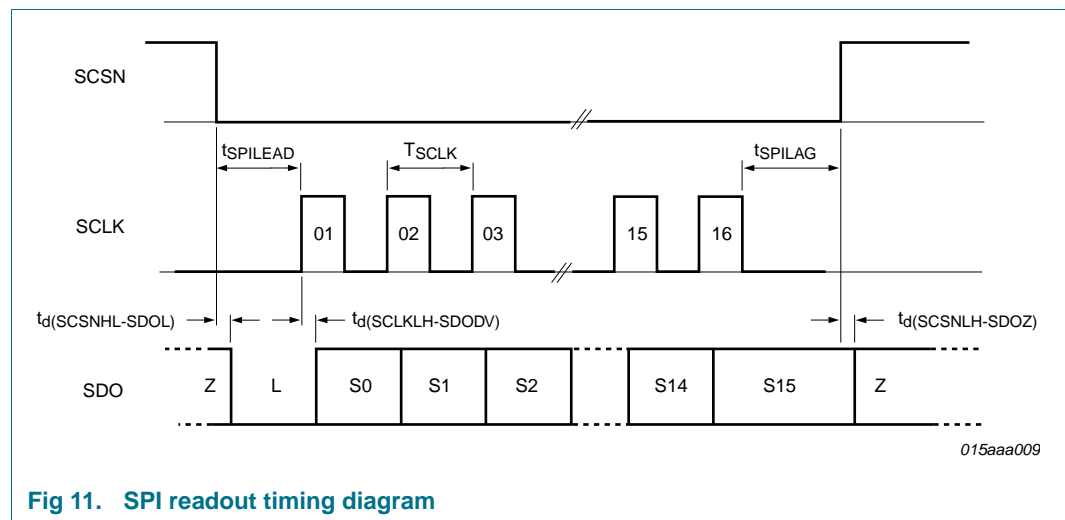 SCSN
tSPILEAD TSCLK tSPILAG
SCLK 01 02 03 15 16
td(SCSNHL-SDOL) td(SCLKLH-SDODV) td(SCSNLH-SDOZ)
SDO Z L S0 S1 S2 S14 S15 Z
015aaa009
Fig 11. SPI readout timing diagram